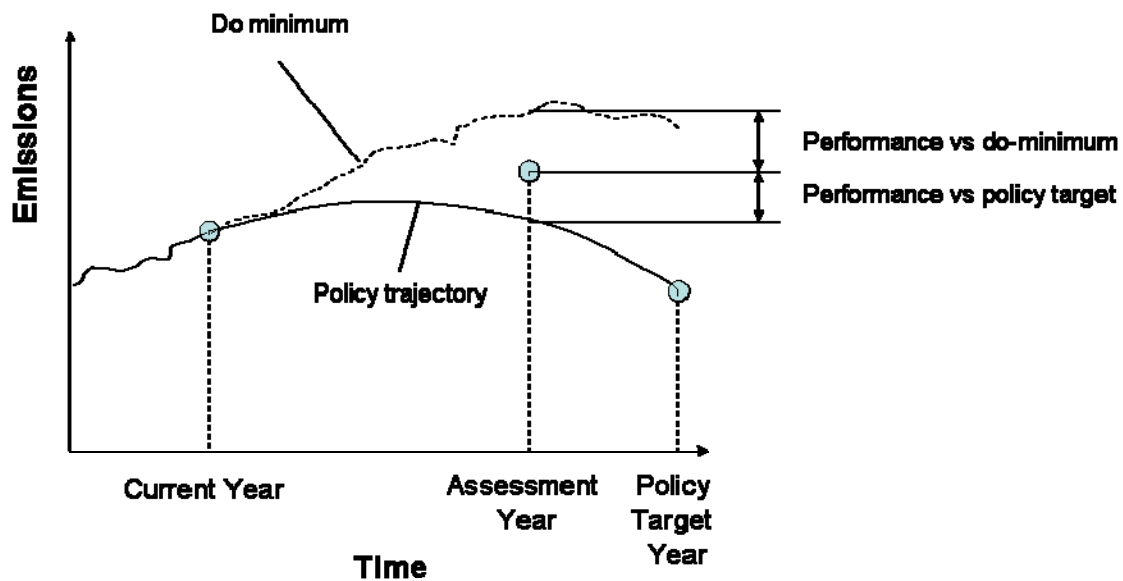 Do minimum
Emissions
Performance vs do-minimum
Performance vs policy target
Policy trajectory
Current Year
Assessment
Year
Policy
Target
Year
Time